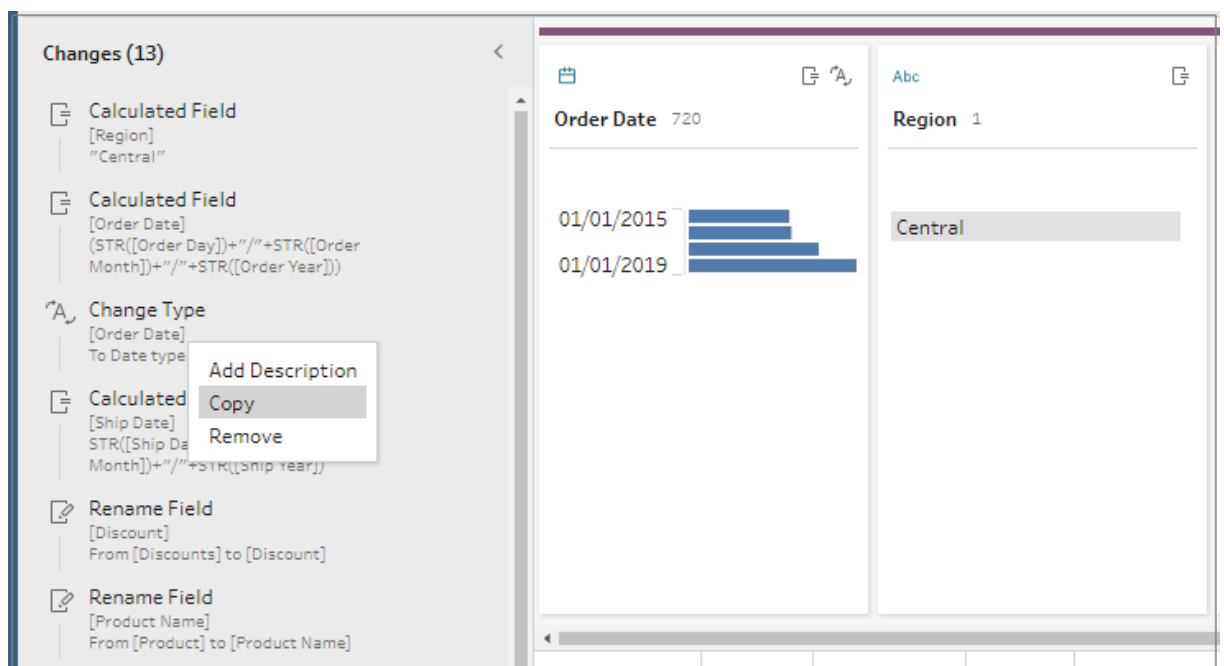 Changes (13)
Calculated Field
[Region]
"Central"
Calculated Field
[Order Date]
(STR([Order Day])+"/"+STR([Order
Month])+"/"+STR([Order Year]))
A
Change Type
[Order Date]
To Date type
Add Description
Copy
Remove
Calculated
[Ship Date]
STR([Ship Da
Month])+"/"+STR([Ship Year])
Rename Field
[Discount]
From [Discounts] to [Discount]
Rename Field
[Product Name]
From [Product] to [Product Name]
A
Order Date 720
01/01/2015
01/01/2019
Abc
Region 1
Central